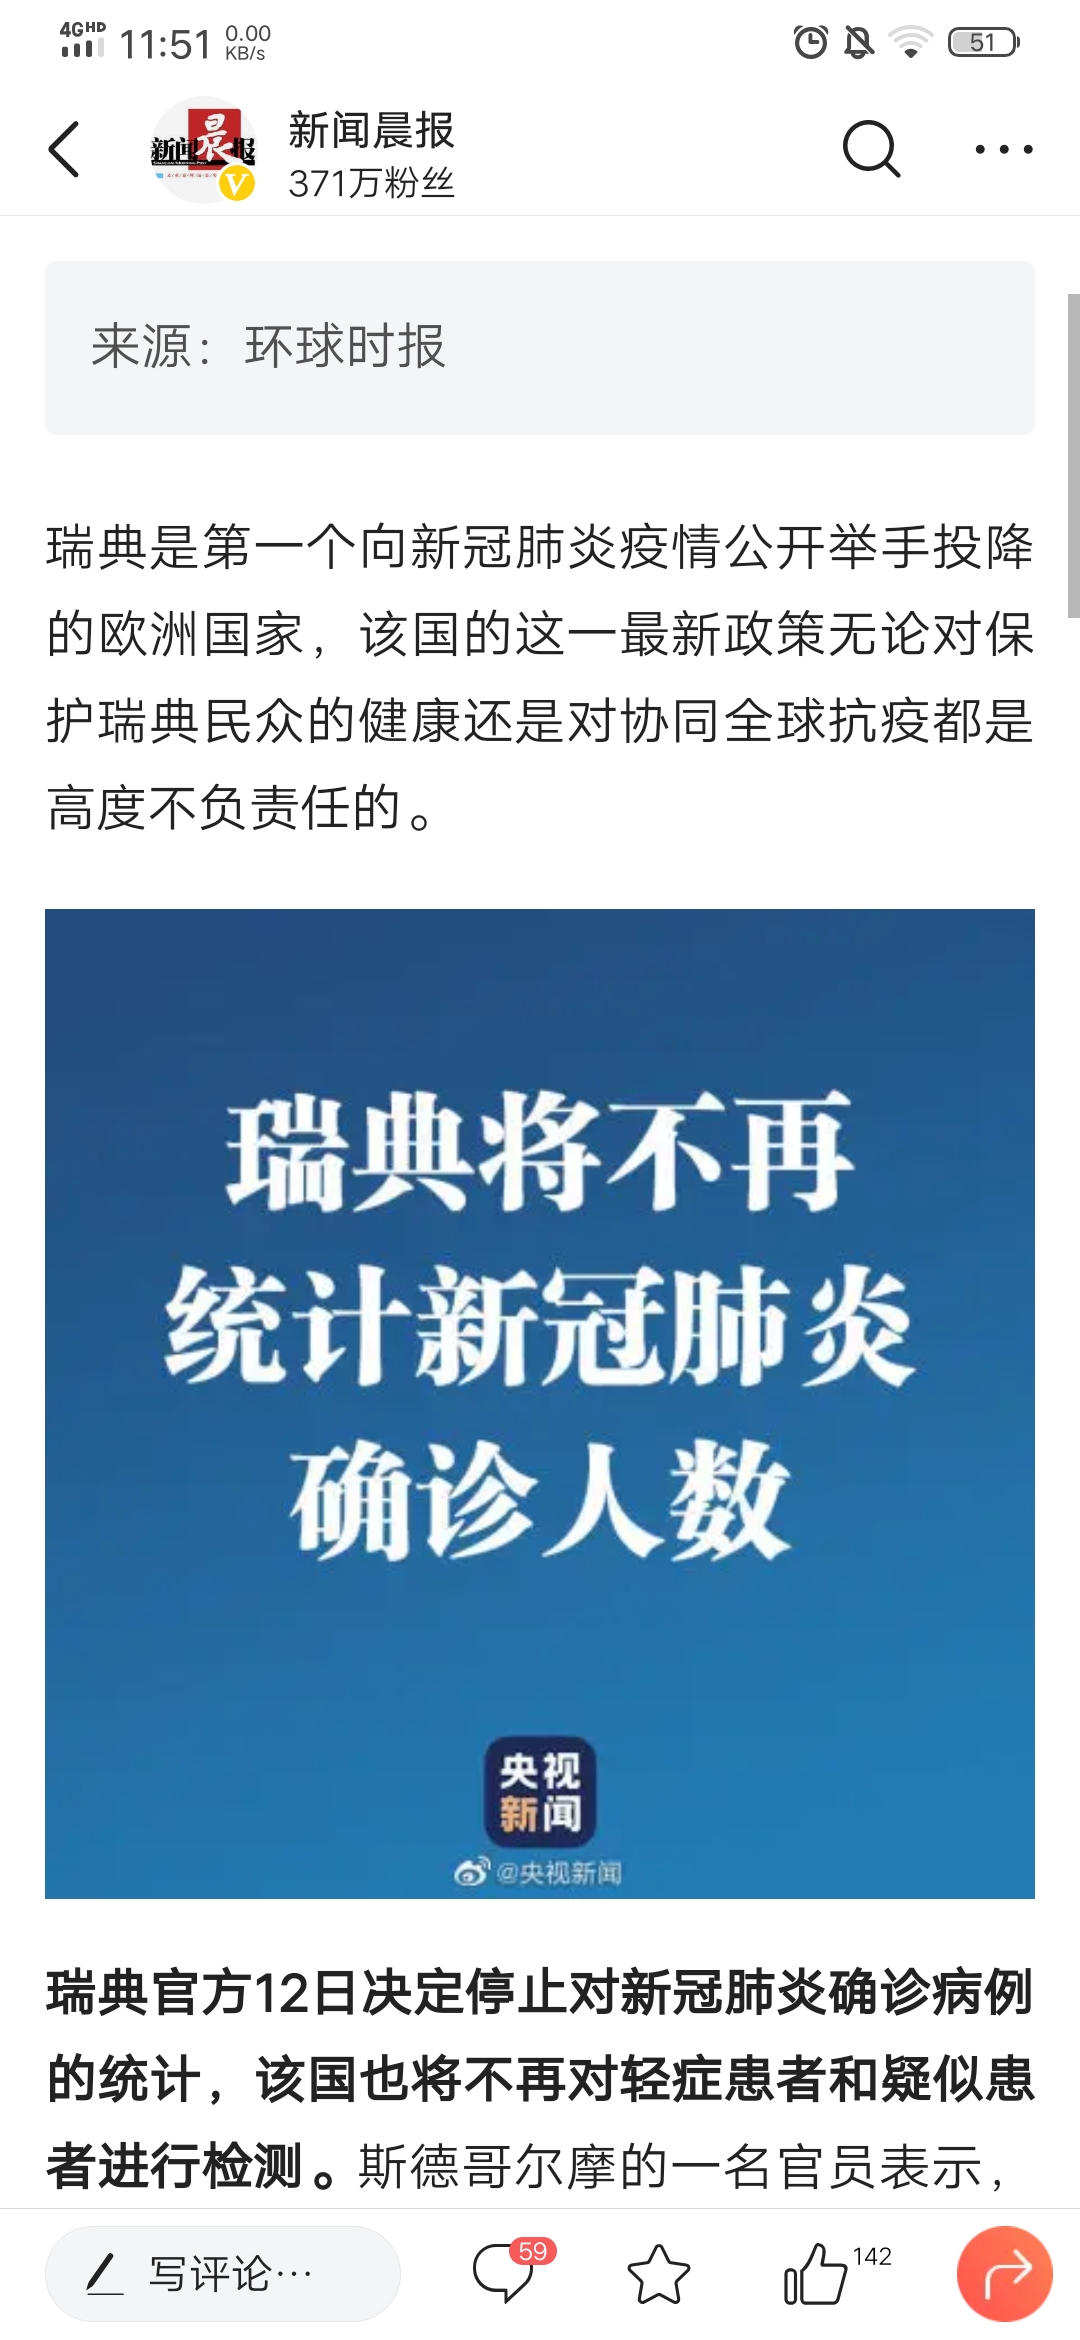 4G HD 11:51 0.00 KB/s 51
新闻晨报
新闻晨报
371万粉丝
来源：环球时报
瑞典是第一个向新冠肺炎疫情公开举手投降
的欧洲国家，该国的这一最新政策无论对保
护瑞典民众的健康还是对协同全球抗疫都是
高度不负责任的。
瑞典将不再
统计新冠肺炎
确诊人数
央视
新闻
@央视新闻
瑞典官方12日决定停止对新冠肺炎确诊病例
的统计，该国也将不再对轻症患者和疑似患
者进行检测。斯德哥尔摩的一名官员表示，
写评论… 59 142